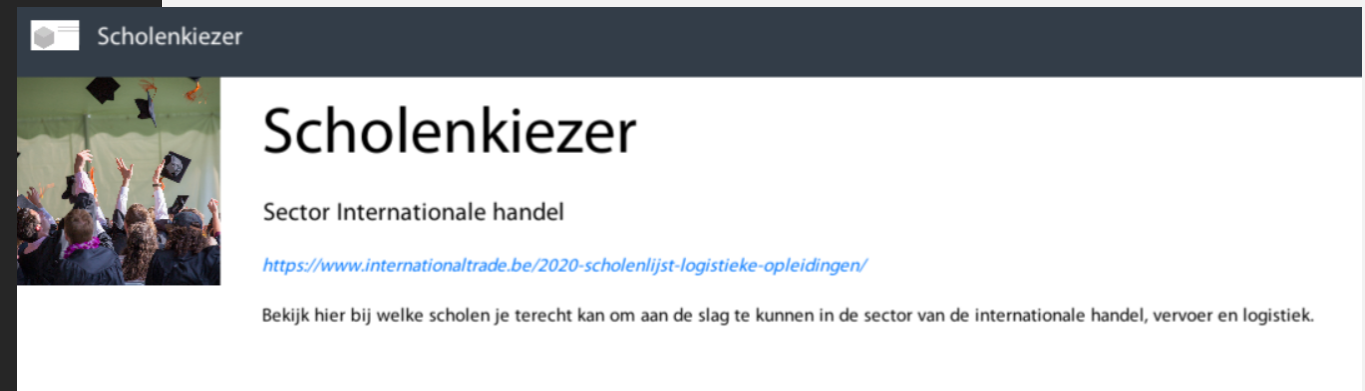 Scholenkiezer
Scholenkiezer
Sector Internationale handel
https://www.internationaltrade.be/2020-scholenlijst-logistieke-opleidingen/
Bekijk hier bij welke scholen je terecht kan om aan de slag te kunnen in de sector van de internationale handel, vervoer en logistiek.